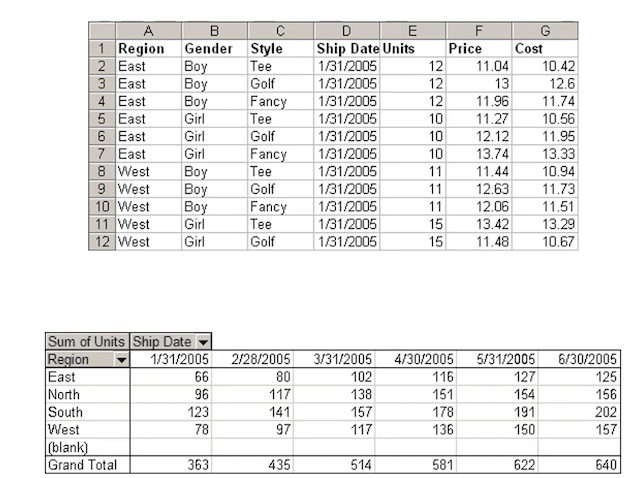 A B C D E F G
1 Region Gender Style Ship Date Units Price Cost
2 East Boy Tee 1/31/2005 12 11.04 10.42
3 East Boy Golf 1/31/2005 12 13 12.6
4 East Boy Fancy 1/31/2005 12 11.96 11.74
5 East Girl Tee 1/31/2005 10 11.27 10.56
6 East Girl Golf 1/31/2005 10 12.12 11.95
7 East Girl Fancy 1/31/2005 10 13.74 13.33
8 West Boy Tee 1/31/2005 11 11.44 10.94
9 West Boy Golf 1/31/2005 11 12.63 11.73
10 West Boy Fancy 1/31/2005 11 12.06 11.51
11 West Girl Tee 1/31/2005 15 13.42 13.29
12 West Girl Golf 1/31/2005 15 11.48 10.67
Sum of Units Ship Date
Region 1/31/2005 2/28/2005 3/31/2005 4/30/2005 5/31/2005 6/30/2005
East 66 80 102 116 127 125
North 96 117 138 151 154 156
South 123 141 157 178 191 202
West 78 97 117 136 150 157
(blank)
Grand Total 363 435 514 581 622 640